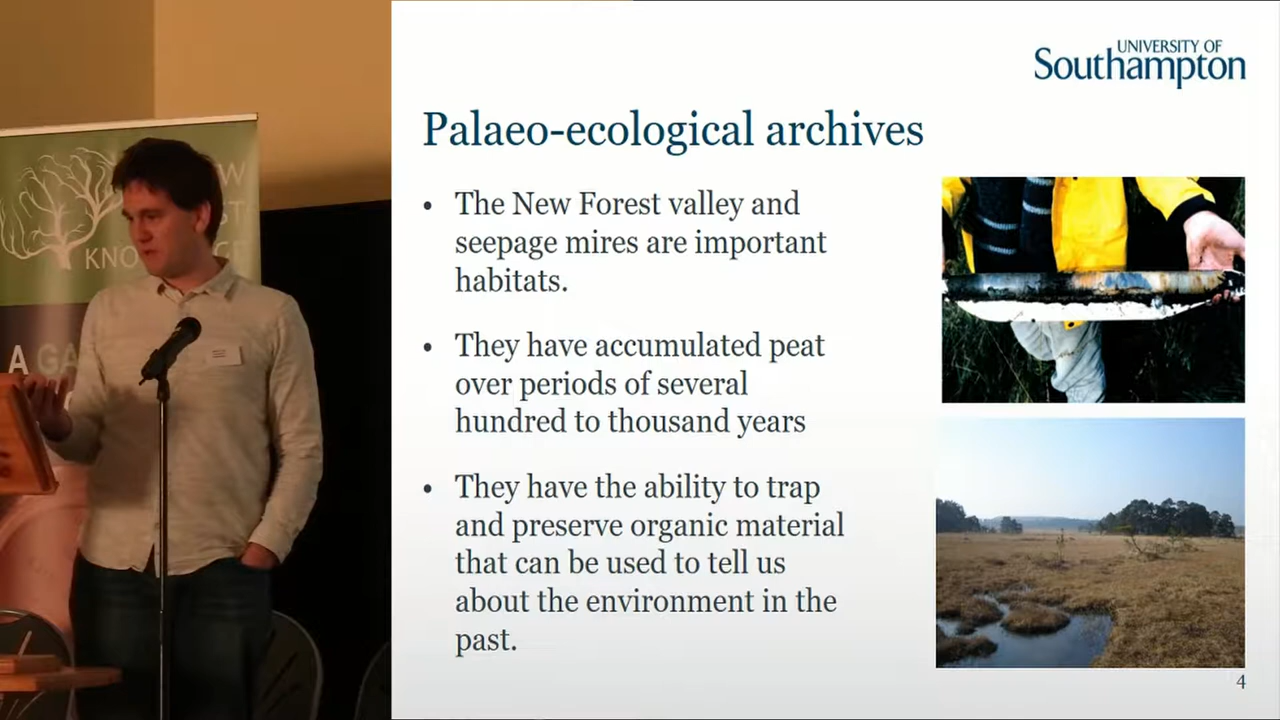 UNIVERSITY OF
Southampton
Palaeo-ecological archives
• The New Forest valley and
seepage mires are important
habitats.
• They have accumulated peat
over periods of several
hundred to thousand years
• They have the ability to trap
and preserve organic material
that can be used to tell us
about the environment in the
past.
4
A GA